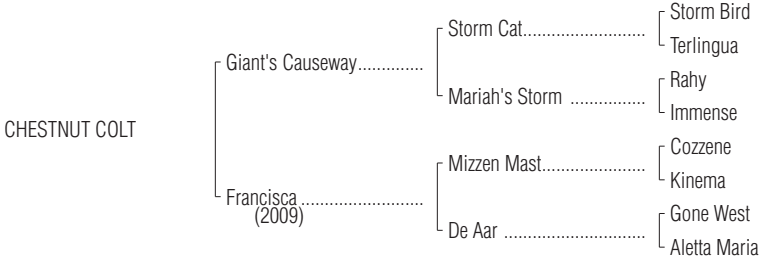 Storm Bird
Storm Cat..........................
Terlingua
Giant's Causeway..............
Rahy
Mariah's Storm ................
Immense
CHESTNUT COLT
Cozzene
Mizzen Mast......................
Kinema
Francisca ..........................
(2009)
Gone West
De Aar ..............................
Aletta Maria